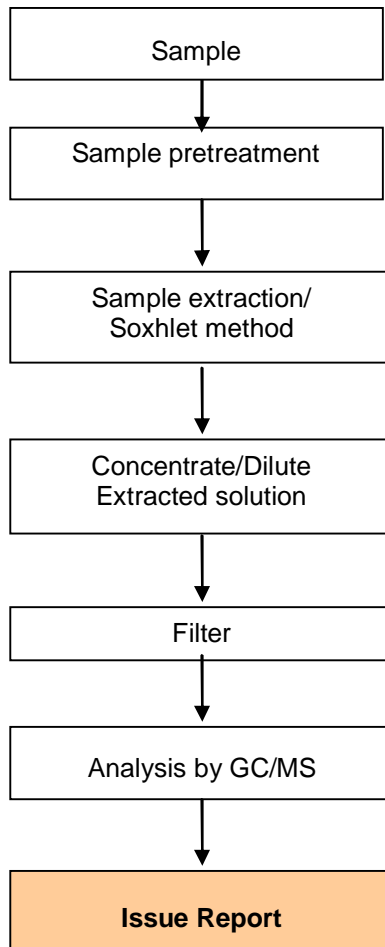 Sample
Sample pretreatment
Sample extraction/
Soxhlet method
Concentrate/Dilute
Extracted solution
Filter
Analysis by GC/MS
Issue Report